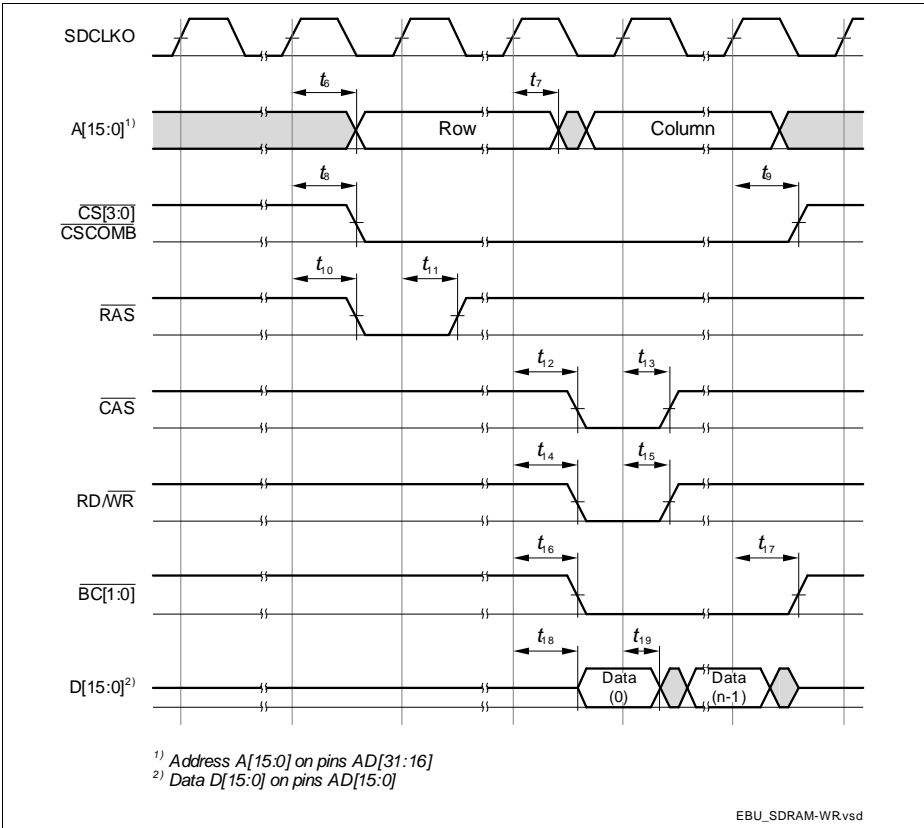 SDCLKO
t6 t7
A[15:0]1) Row Column
t8 t9
CS[3:0]
CSCOMB
t10 t11
RAS
t12 t13
CAS
t14 t15
RD/WR
t16 t17
BC[1:0]
t18 t19
D[15:0]2) Data (0) Data (n-1)
1) Address A[15:0] on pins AD[31:16]
2) Data D[15:0] on pins AD[15:0]
EBU_SDRAM-WR.vsd